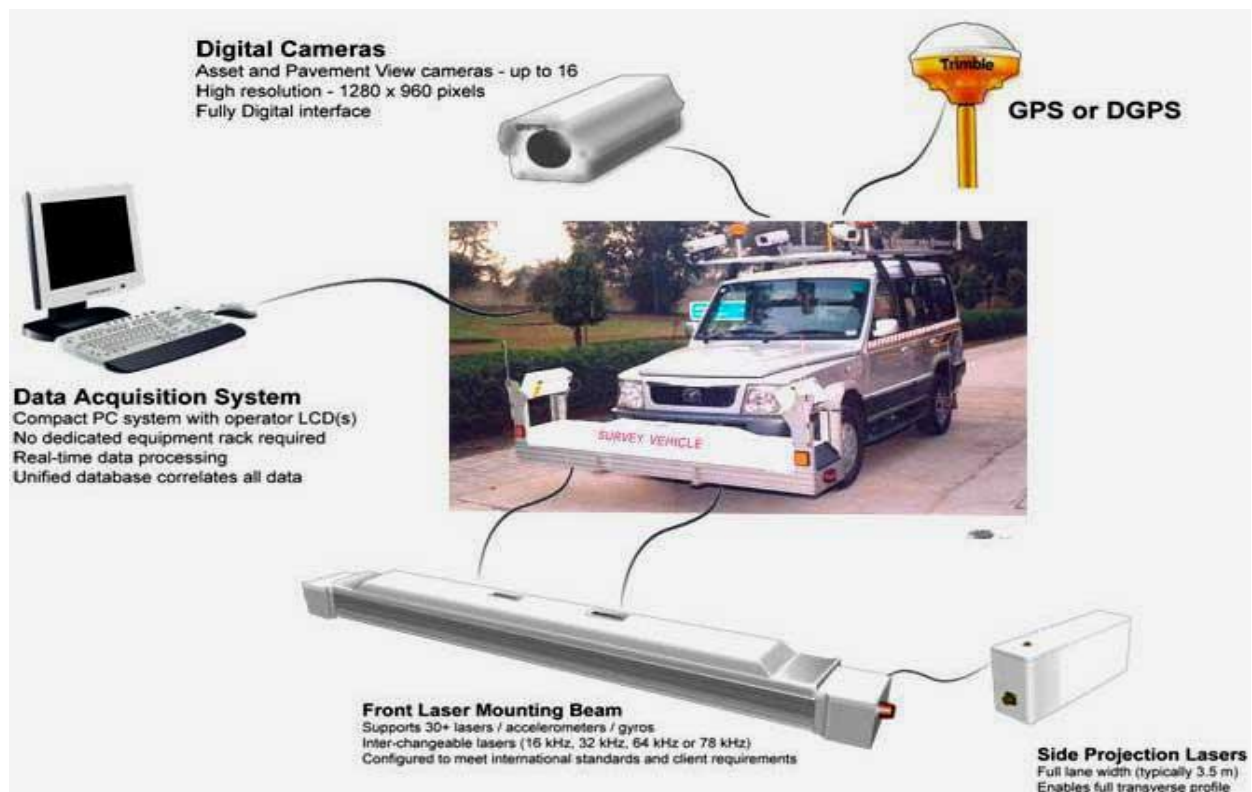 Digital Cameras
Asset and Pavement View cameras - up to 16
High resolution - 1280 x 960 pixels
Fully Digital interface
Trimble
GPS or DGPS
Data Acquisition System
Compact PC system with operator LCD(s)
No dedicated equipment rack required
Real-time data processing
Unified database correlates all data
SURVEY VEHICLE
Front Laser Mounting Beam
Supports 30+ lasers / accelerometers / gyros
Inter-changeable lasers (16 kHz, 32 kHz, 64 kHz or 78 kHz)
Configured to meet international standards and client requirements
Side Projection Lasers
Full lane width (typically 3.5 m)
Enables full transverse profile